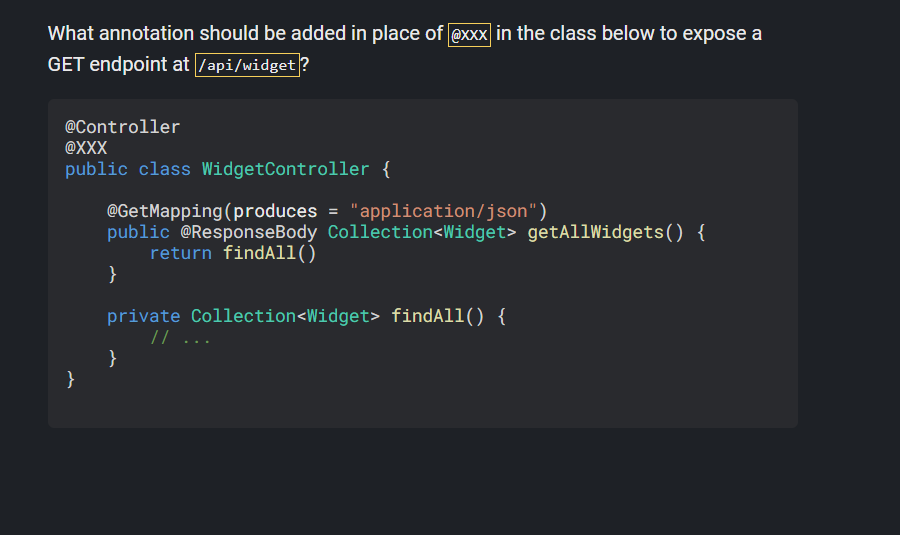 What annotation should be added in place of @XXX in the class below to expose a
GET endpoint at /api/widget?
@Controller
@XXX
public class WidgetController {
@GetMapping(produces = "application/json")
public @ResponseBody Collection<Widget> getAllWidgets() {
return findAll()
}
private Collection<Widget> findAll() {
// ...
}
}